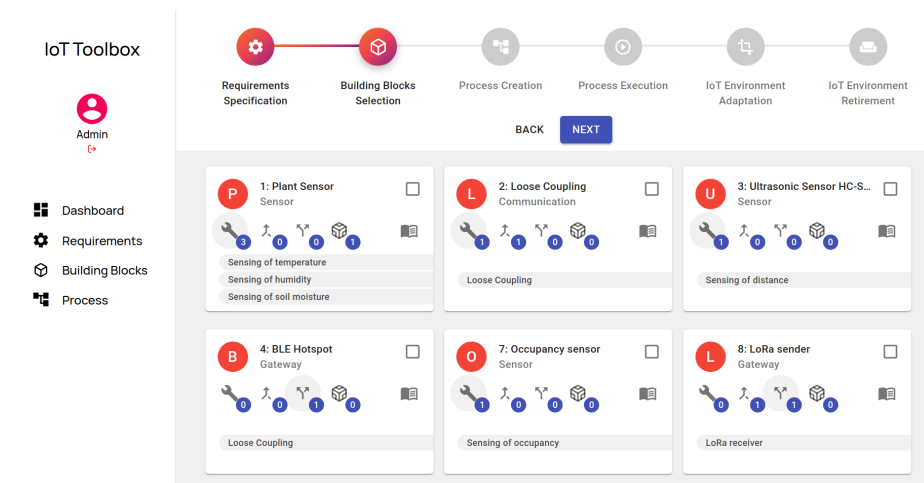 IoT Toolbox
Admin
Dashboard
Requirements
Building Blocks
Process
Requirements
Specification
Building Blocks
Selection
Process Creation
Process Execution
IoT Environment
Adaptation
IoT Environment
Retirement
BACK NEXT
P
1: Plant Sensor
Sensor
3 0 0 1
Sensing of temperature
Sensing of humidity
Sensing of soil moisture
L
2: Loose Coupling
Communication
1 1 0 0
Loose Coupling
U
3: Ultrasonic Sensor HC-S...
Sensor
1 0 0 0
Sensing of distance
B
4: BLE Hotspot
Gateway
0 0 1 0
Loose Coupling
O
7: Occupancy sensor
Sensor
1 0 0 0
Sensing of occupancy
L
8: LoRa sender
Gateway
0 1 1 0
LoRa receiver